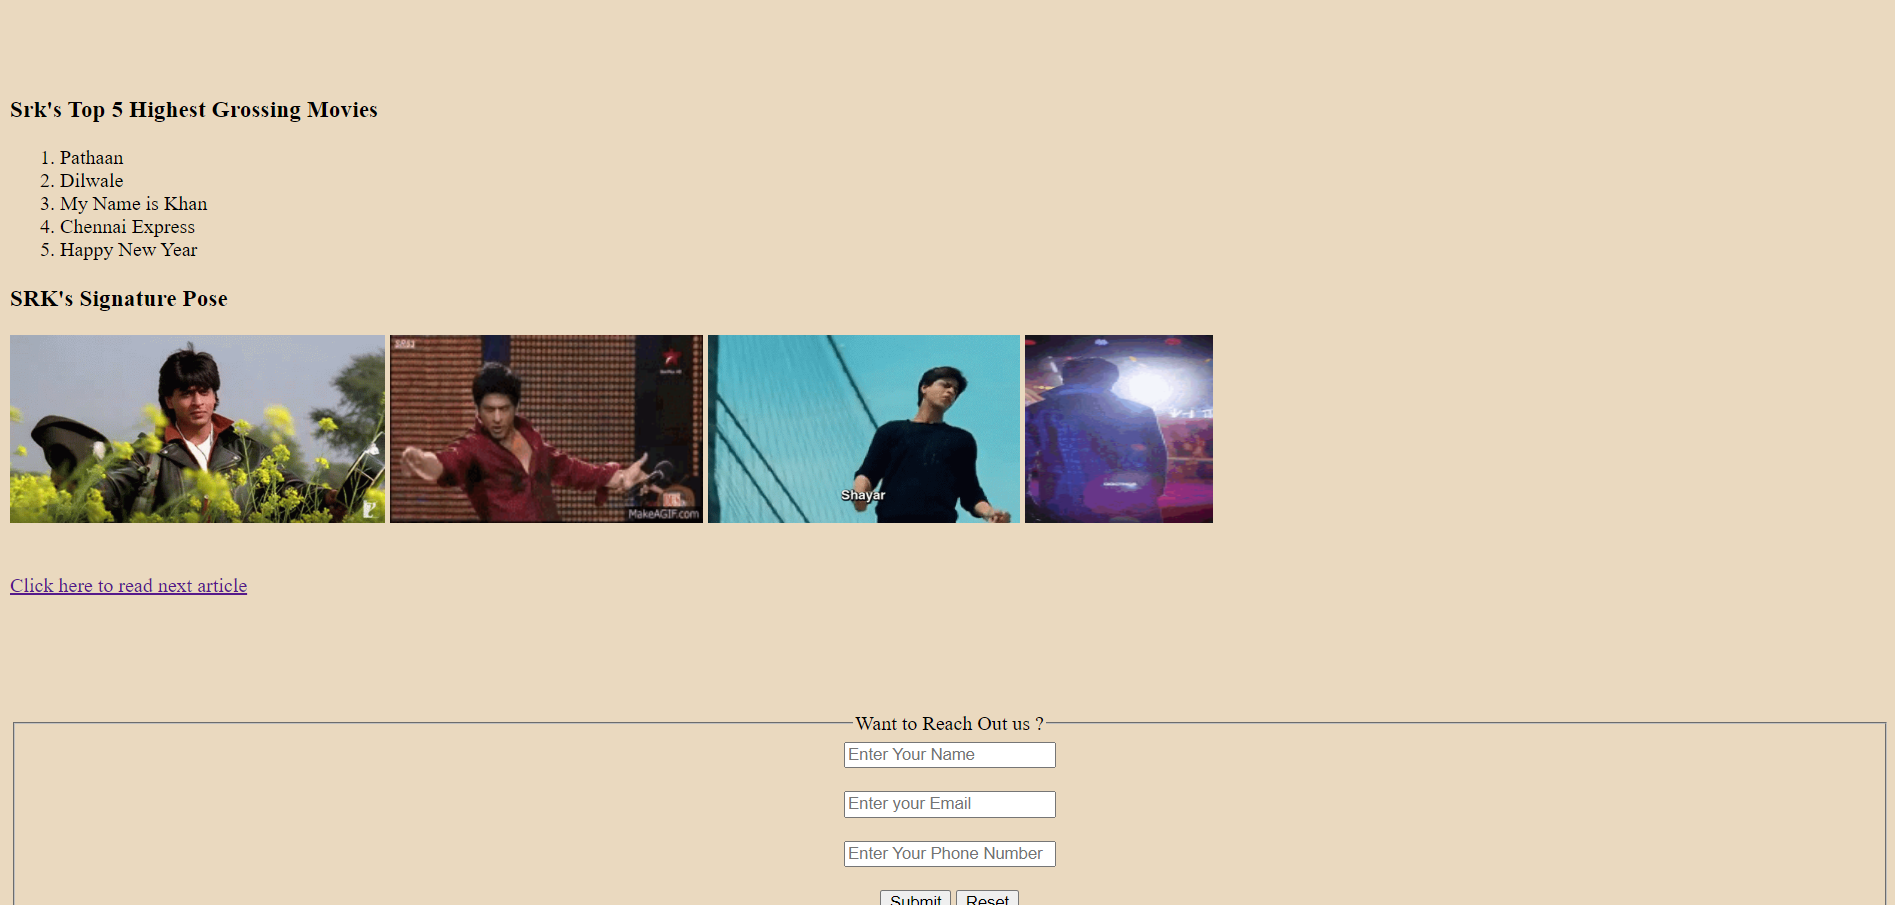 Srk's Top 5 Highest Grossing Movies
1. Pathaan
2. Dilwale
3. My Name is Khan
4. Chennai Express
5. Happy New Year
SRK's Signature Pose
MakeAGIF.com
Shayar
Click here to read next article
Want to Reach Out us ?
Enter Your Name
Enter your Email
Enter Your Phone Number
Submit Reset